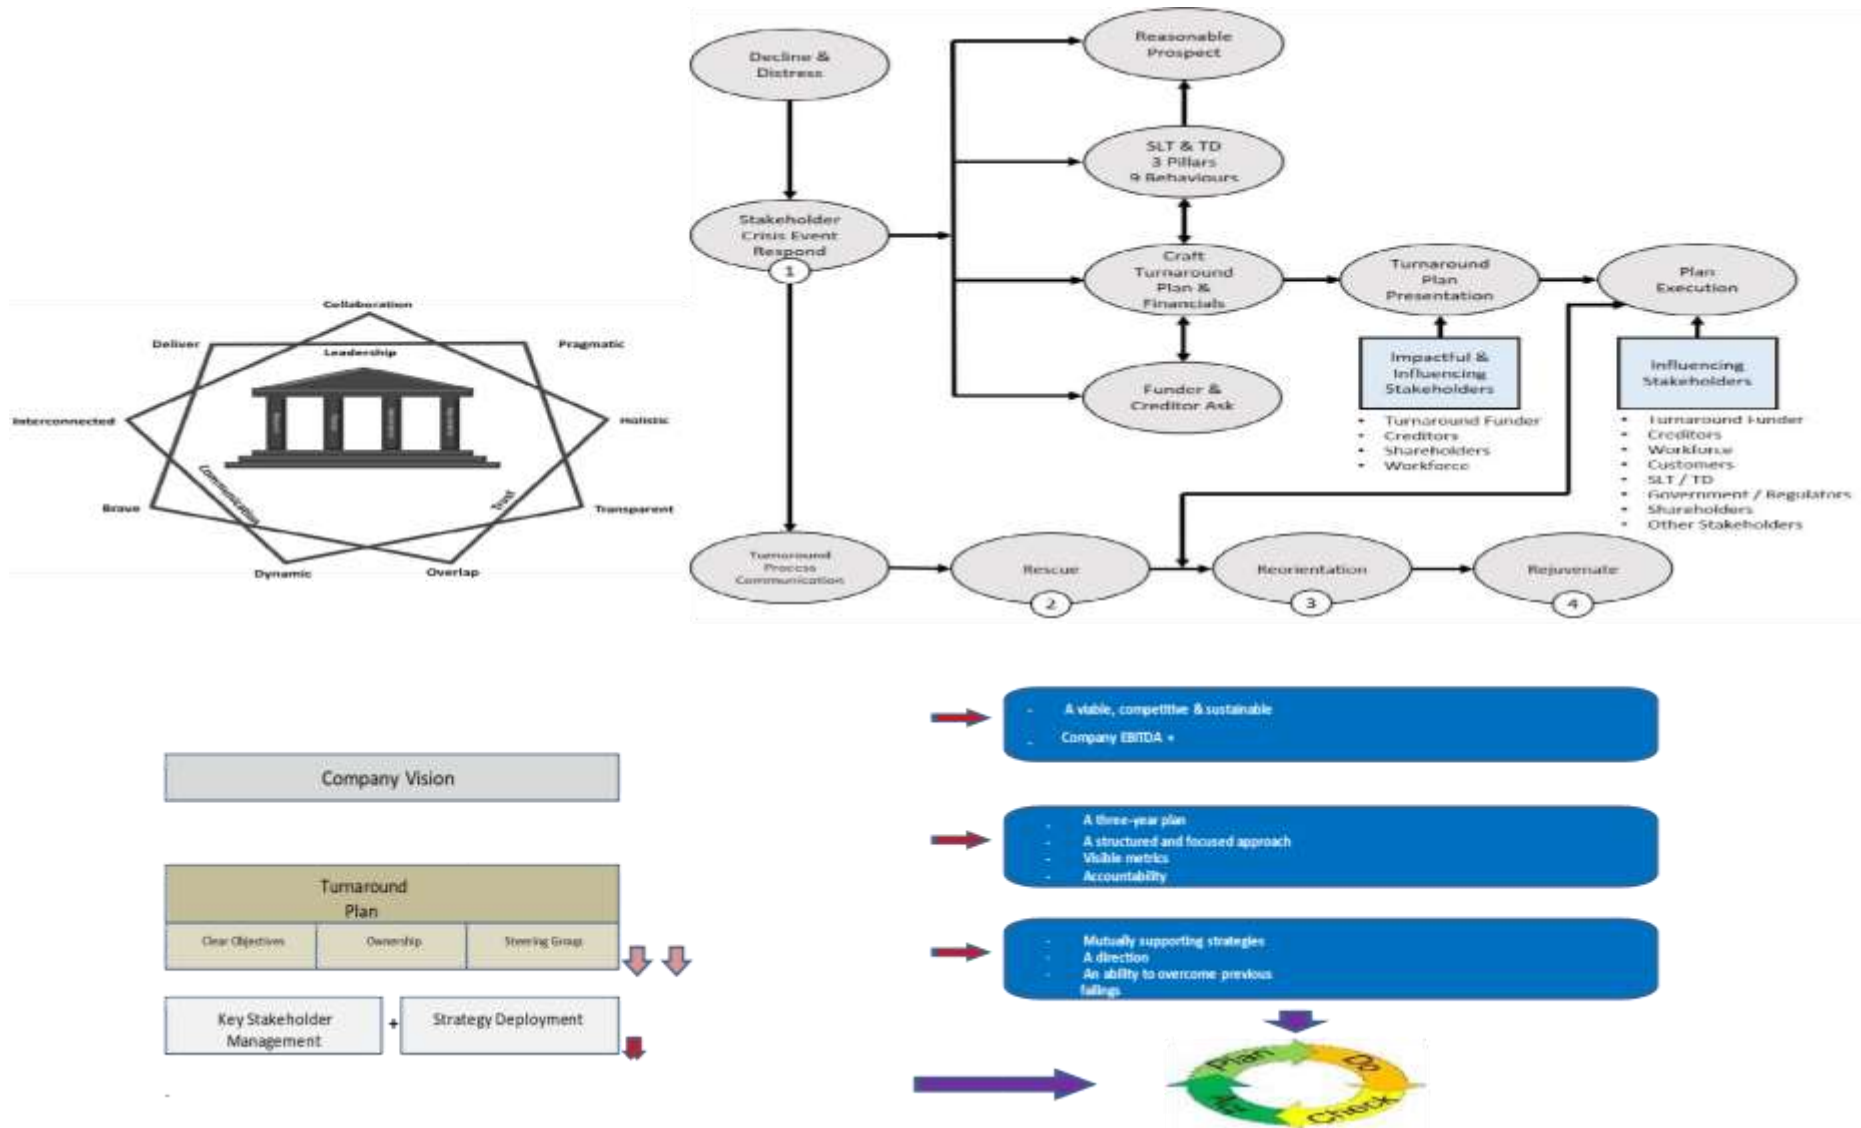 Collaboration
Deliver
Pragmatic
Leadership
Interconnected
Holistic
Communication
Trust
Brave
Transparent
Dynamic
Overlap
Decline &
Distress
Stakeholder
Crisis Event
Respond
1
Reasonable
Prospect
SLT & TD
3 Pillars
9 Behaviours
Craft
Turnaround
Plan &
Financials
Funder &
Creditor Ask
Turnaround
Plan
Presentation
Plan
Execution
Impactful &
Influencing
Stakeholders
• Turnaround Funder
• Creditors
• Shareholders
• Workforce
Influencing
Stakeholders
• Turnaround Funder
• Creditors
• Workforce
• Customers
• SLT / TD
• Government / Regulators
• Shareholders
• Other Stakeholders
Turnaround
Process
Communication
Rescue
2
Reorientation
3
Rejuvenate
4
Company Vision
Turnaround
Plan
Clear Objectives
Ownership
Steering Group
Key Stakeholder
Management
+
Strategy Deployment
- A viable, competitive & sustainable
- Company EBITDA +
- A three-year plan
- A structured and focused approach
- Visible metrics
- Accountability
- Mutually supporting strategies
- A direction
- An ability to overcome previous
failings
Plan
Do
Check
Act